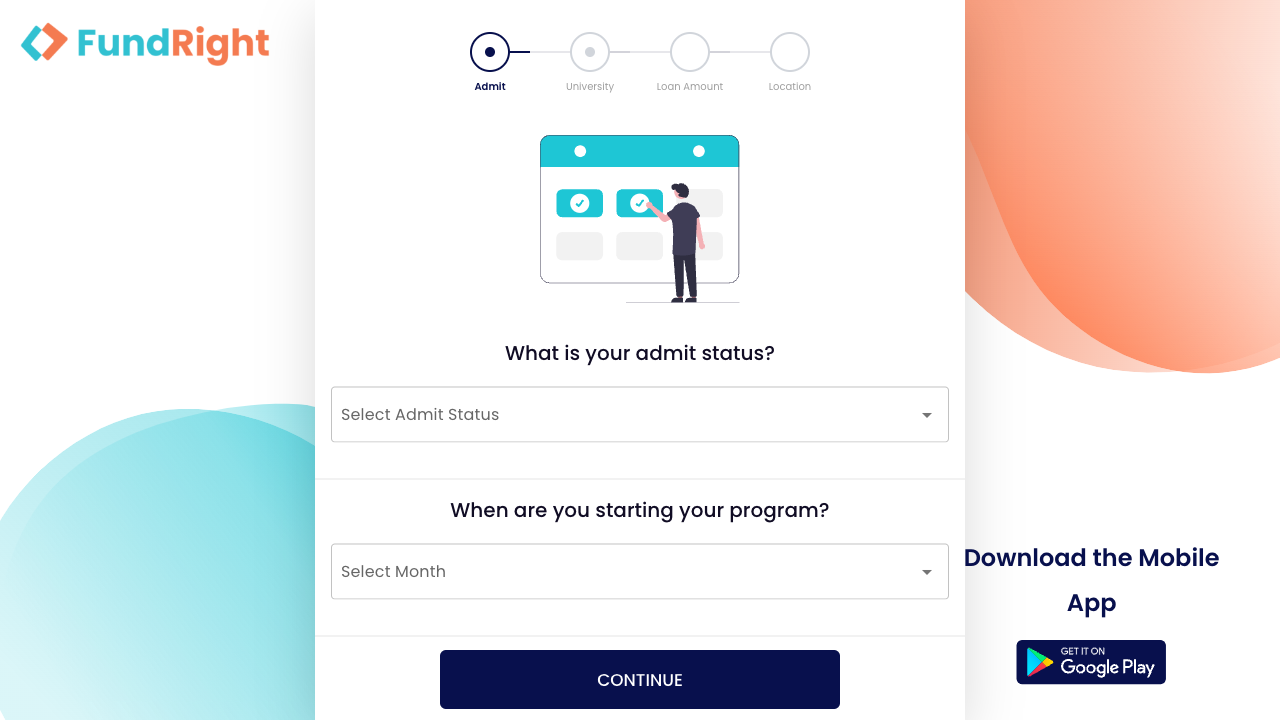 FundRight
Admit
University
Loan Amount
Location
What is your admit status?
Select Admit Status
When are you starting your program?
Select Month
CONTINUE
Download the Mobile
App
GET IT ON
Google Play